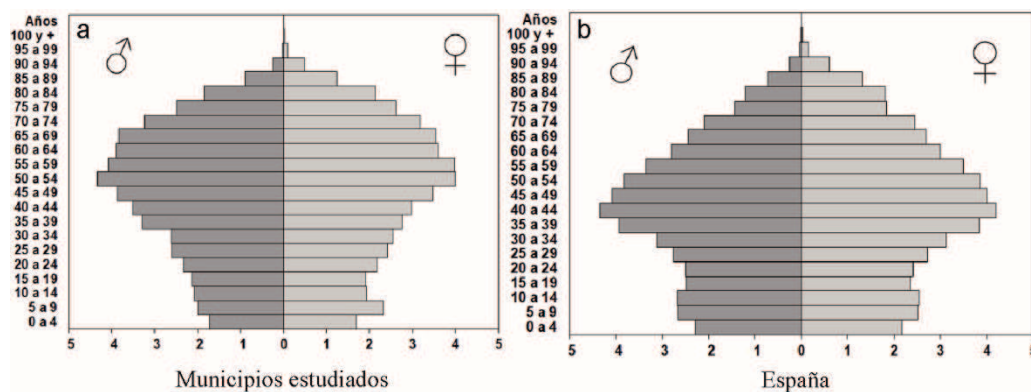 a
Años
100 y +
95 a 99
90 a 94
85 a 89
80 a 84
75 a 79
70 a 74
65 a 69
60 a 64
55 a 59
50 a 54
45 a 49
40 a 44
35 a 39
30 a 34
25 a 29
20 a 24
15 a 19
10 a 14
5 a 9
0 a 4
5 4 3 2 1 0 1 2 3 4 5
Municipios estudiados
b
Años
100 y +
95 a 99
90 a 94
85 a 89
80 a 84
75 a 79
70 a 74
65 a 69
60 a 64
55 a 59
50 a 54
45 a 49
40 a 44
35 a 39
30 a 34
25 a 29
20 a 24
15 a 19
10 a 14
5 a 9
0 a 4
5 4 3 2 1 0 1 2 3 4 5
España